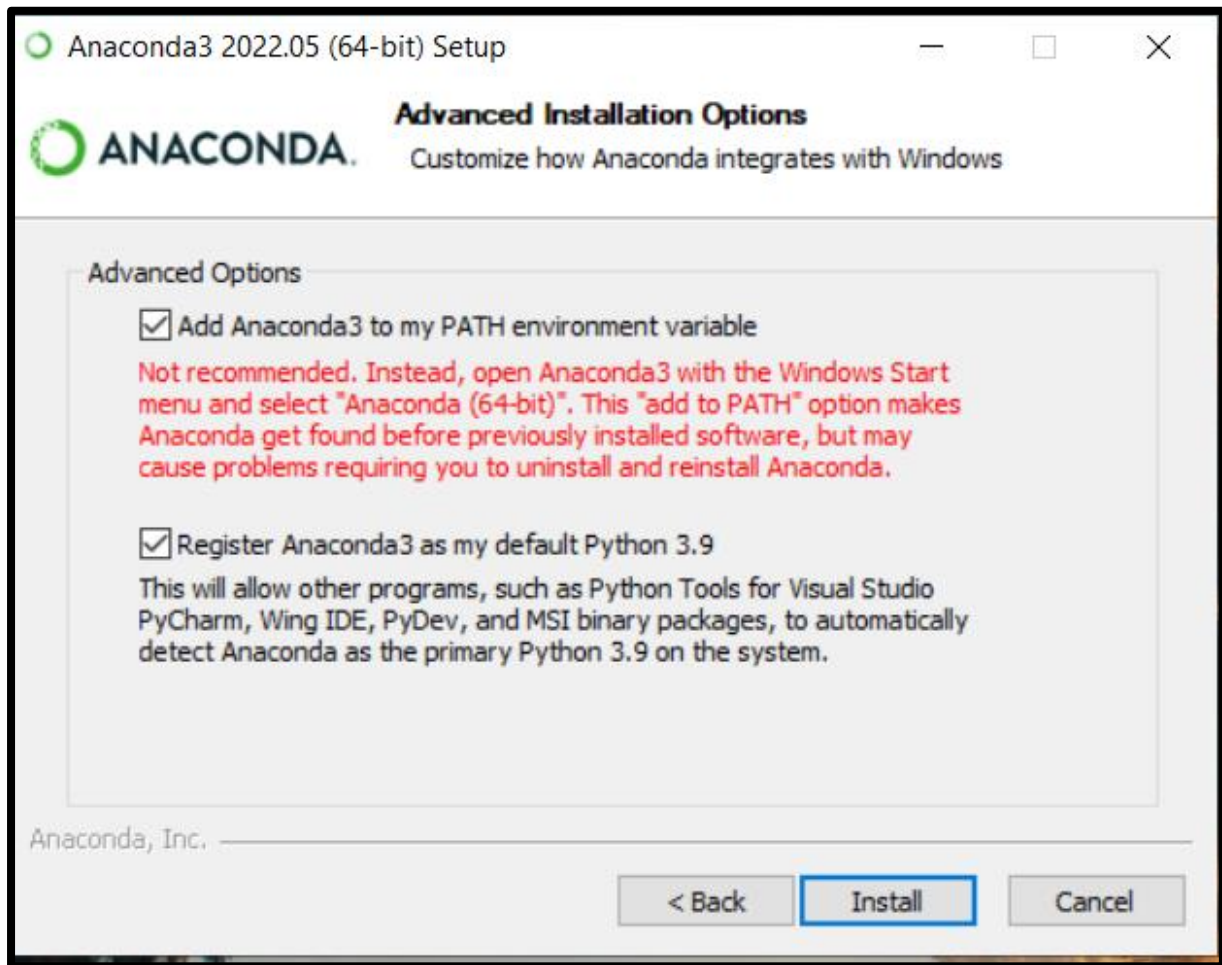 Anaconda3 2022.05 (64-bit) Setup
ANACONDA.
Advanced Installation Options
Customize how Anaconda integrates with Windows
Advanced Options
Add Anaconda3 to my PATH environment variable
Not recommended. Instead, open Anaconda3 with the Windows Start
menu and select "Anaconda (64-bit)". This "add to PATH" option makes
Anaconda get found before previously installed software, but may
cause problems requiring you to uninstall and reinstall Anaconda.
Register Anaconda3 as my default Python 3.9
This will allow other programs, such as Python Tools for Visual Studio
PyCharm, Wing IDE, PyDev, and MSI binary packages, to automatically
detect Anaconda as the primary Python 3.9 on the system.
Anaconda, Inc.
< Back
Install
Cancel